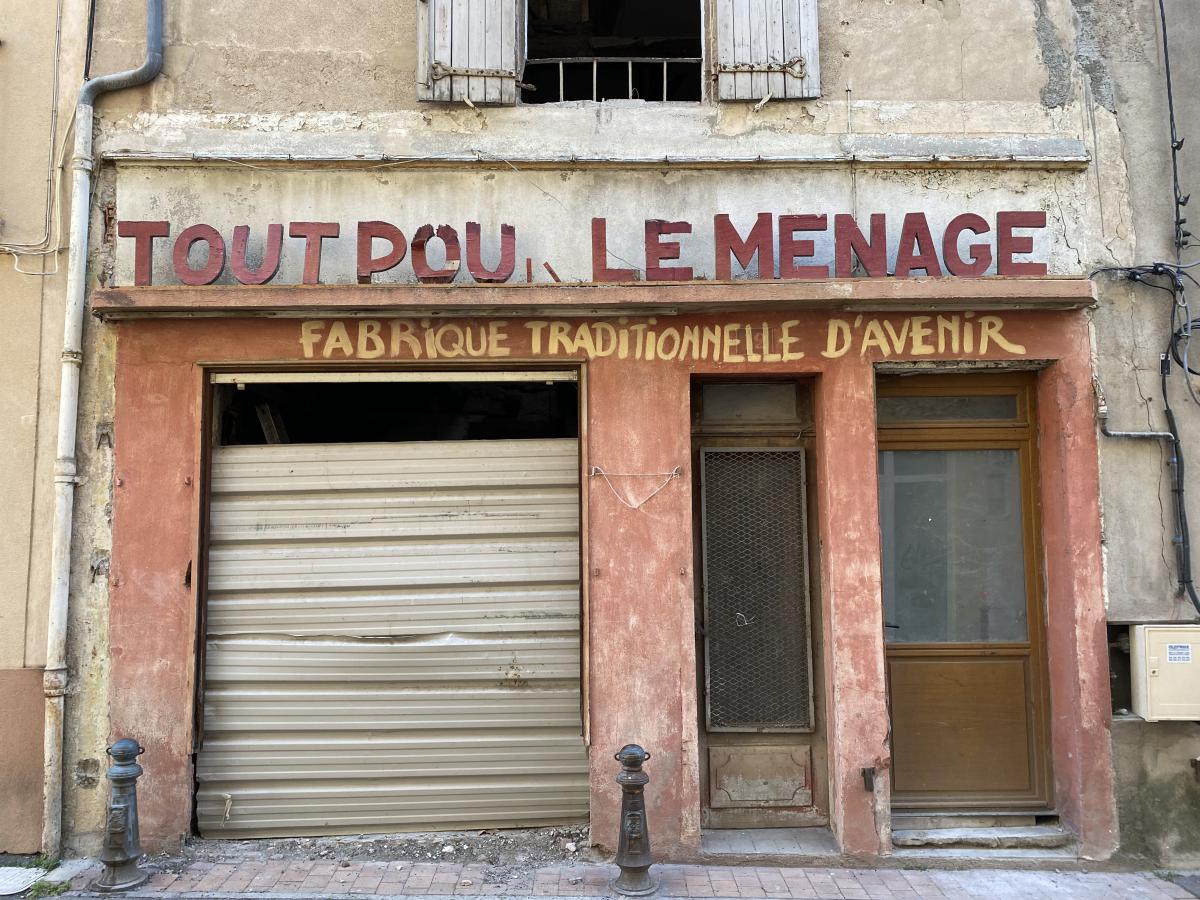 TOUT POU LE MENAGE
FABRIQUE TRADITIONNELLE D'AVENIR